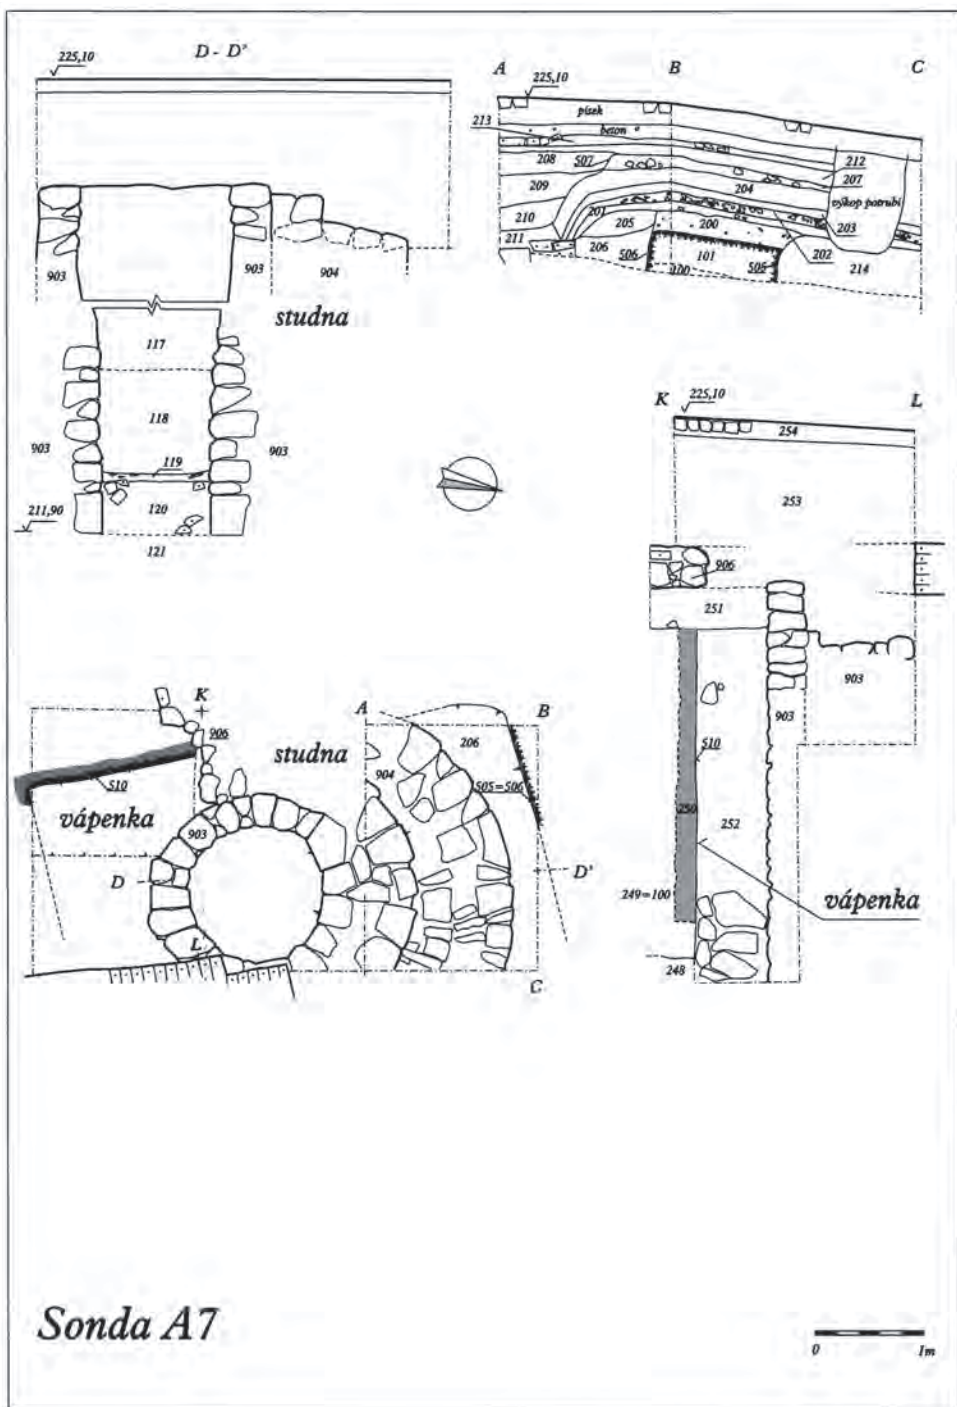 D - D'
225,10
903
903
904
studna
117
118
119
903
903
120
211,90
121
A
B
C
225,10
písek
beton
213
208
507
212
209
204
207
výkop potrubí
210
201
205
200
203
211
206
506
101
505
202
214
100
K
225,10
L
254
253
906
251
903
903
510
250
252
249=100
vápenka
248
K
906
A
B
studna
206
510
904
505=506
vápenka
903
D
D'
L
C
Sonda A7
0
1m